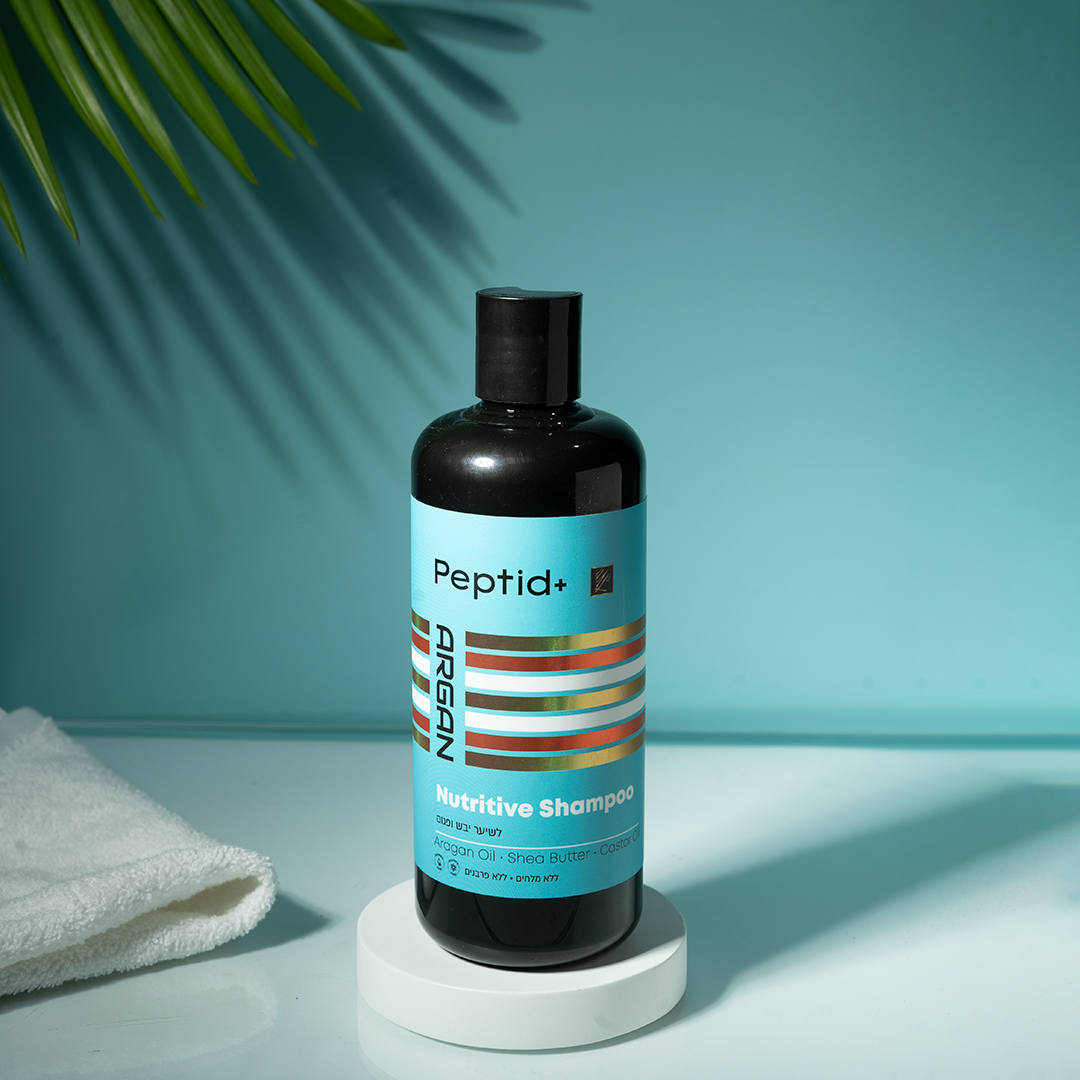 Peptid+
ARGAN
Nutritive Shampoo
לשיער יבש ופגום
Aragan Oil · Shea Butter · Castor Oil
ללא מלחים • ללא פרבנים